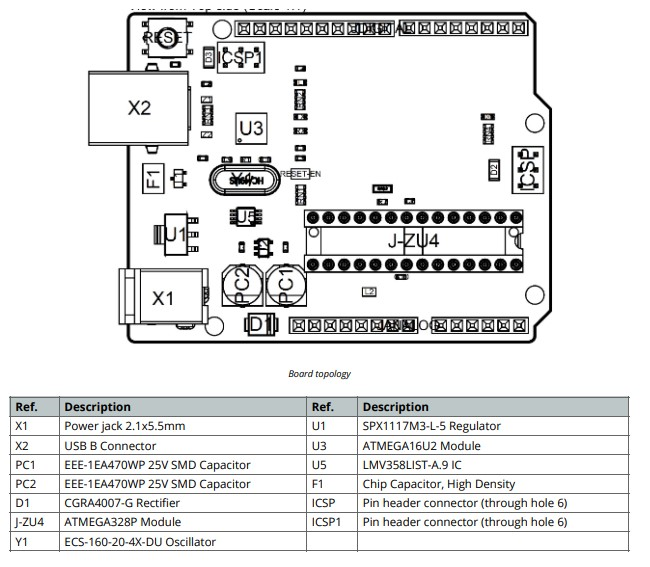 RESET
D3
ICSP1
X2
U3
F1
RESET-EN
D2
ICSP
U5
U1
J-ZU4
PC2
PC1
X1
L2
D1
Board topology
Ref. Description Ref. Description
X1 Power jack 2.1x5.5mm U1 SPX1117M3-L-5 Regulator
X2 USB B Connector U3 ATMEGA16U2 Module
PC1 EEE-1EA470WP 25V SMD Capacitor U5 LMV358LIST-A.9 IC
PC2 EEE-1EA470WP 25V SMD Capacitor F1 Chip Capacitor, High Density
D1 CGRA4007-G Rectifier ICSP Pin header connector (through hole 6)
J-ZU4 ATMEGA328P Module ICSP1 Pin header connector (through hole 6)
Y1 ECS-160-20-4X-DU Oscillator